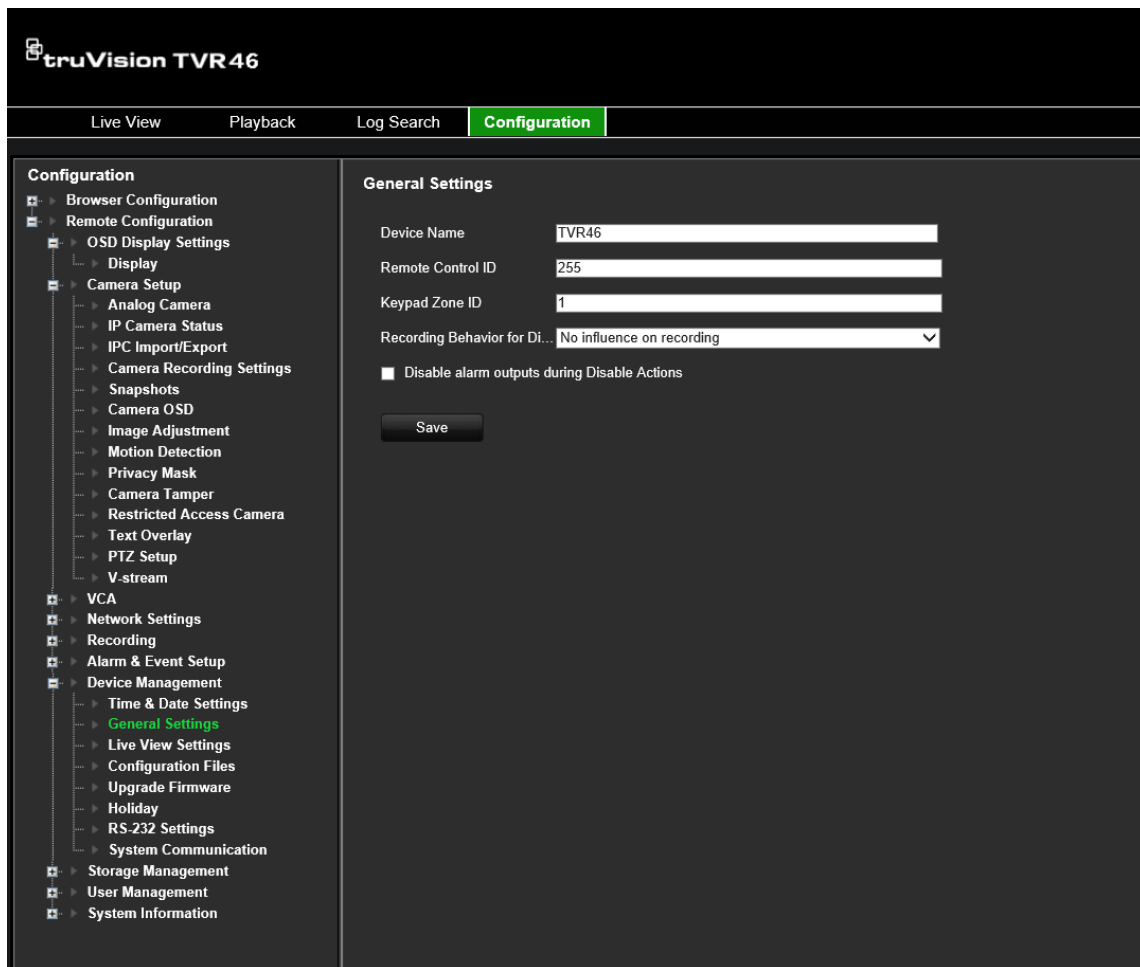 truVision TVR46
Live View Playback Log Search Configuration
Configuration
Browser Configuration
Remote Configuration
OSD Display Settings
Display
Camera Setup
Analog Camera
IP Camera Status
IPC Import/Export
Camera Recording Settings
Snapshots
Camera OSD
Image Adjustment
Motion Detection
Privacy Mask
Camera Tamper
Restricted Access Camera
Text Overlay
PTZ Setup
V-stream
VCA
Network Settings
Recording
Alarm & Event Setup
Device Management
Time & Date Settings
General Settings
Live View Settings
Configuration Files
Upgrade Firmware
Holiday
RS-232 Settings
System Communication
Storage Management
User Management
System Information
General Settings
Device Name TVR46
Remote Control ID 255
Keypad Zone ID 1
Recording Behavior for Di... No influence on recording
Disable alarm outputs during Disable Actions
Save